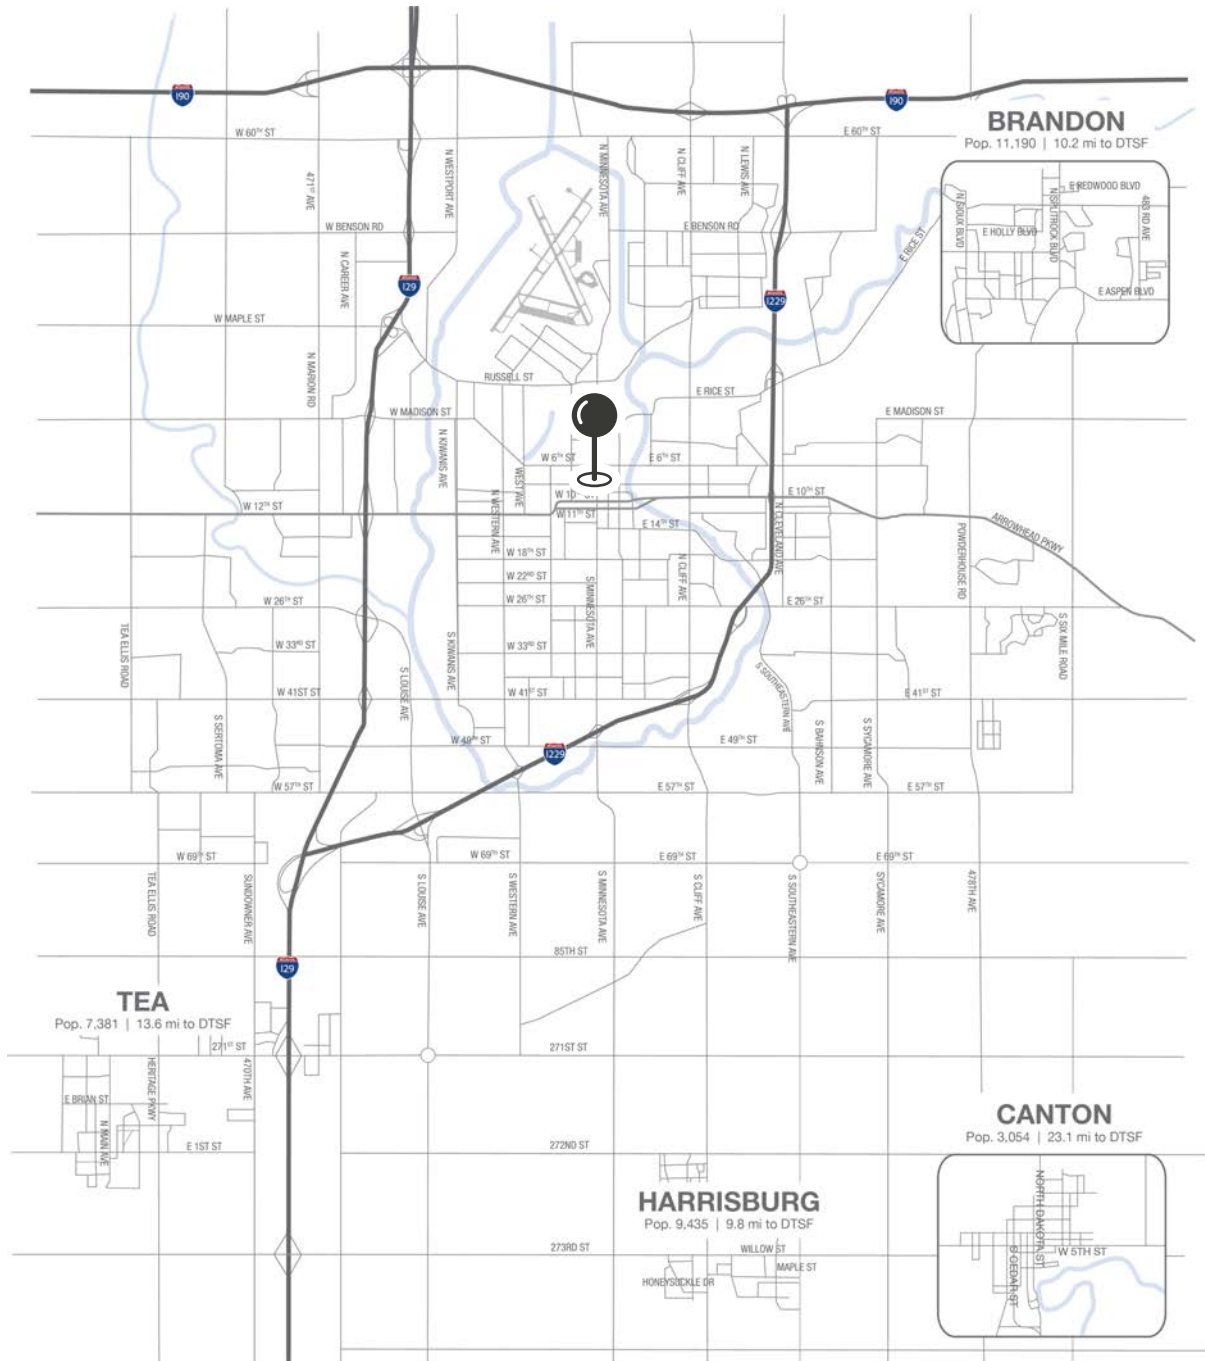 I90
I90
W 60TH ST
E 60TH ST
BRANDON
Pop. 11,190 | 10.2 mi to DTSF
471ST AVE
N WESTPORT AVE
N MINNESOTA AVE
N CLIFF AVE
N LEWIS AVE
E REDWOOD BLVD
N SIOUX BLVD
N SPLITROCK BLVD
483 RD AVE
W BENSON RD
E BENSON RD
E HOLLY BLVD
E RICE ST
N CAREER AVE
I29
I229
E ASPEN BLVD
W MAPLE ST
N MARION RD
RUSSELL ST
E RICE ST
W MADISON ST
E MADISON ST
N KIWANIS AVE
W 6TH ST
E 6TH ST
WEST AVE
N WESTERN AVE
W 10TH ST
E 10TH ST
W 12TH ST
W 11TH ST
E 14TH ST
N CLEVELAND AVE
POWDERHOUSE RD
ARROWHEAD PKWY
W 18TH ST
N CLIFF AVE
W 22ND ST
S MINNESOTA AVE
W 26TH ST
W 26TH ST
E 26TH ST
TEA ELLIS ROAD
W 33RD ST
S KIWANIS AVE
W 33RD ST
S SIX MILE ROAD
S LOUISE AVE
S SOUTHEASTERN AVE
W 41ST ST
W 41ST ST
E 41ST ST
S SERTOMA AVE
S BAHNSON AVE
S SYCAMORE AVE
W 49TH ST
E 49TH ST
I229
W 57TH ST
E 57TH ST
E 57TH ST
W 69TH ST
W 69TH ST
E 69TH ST
E 69TH ST
TEA ELLIS ROAD
SUNDOWNER AVE
S LOUISE AVE
S WESTERN AVE
S MINNESOTA AVE
S CLIFF AVE
S SOUTHEASTERN AVE
SYCAMORE AVE
478TH AVE
85TH ST
I29
TEA
Pop. 7,381 | 13.6 mi to DTSF
271ST ST
271ST ST
HERITAGE PKWY
470TH AVE
E BRIAN ST
N MAIN AVE
E 1ST ST
272ND ST
CANTON
Pop. 3,054 | 23.1 mi to DTSF
NORTH DAKOTA ST
W 5TH ST
S CEDAR ST
HARRISBURG
Pop. 9,435 | 9.8 mi to DTSF
273RD ST
WILLOW ST
MAPLE ST
HONEYSUCKLE DR